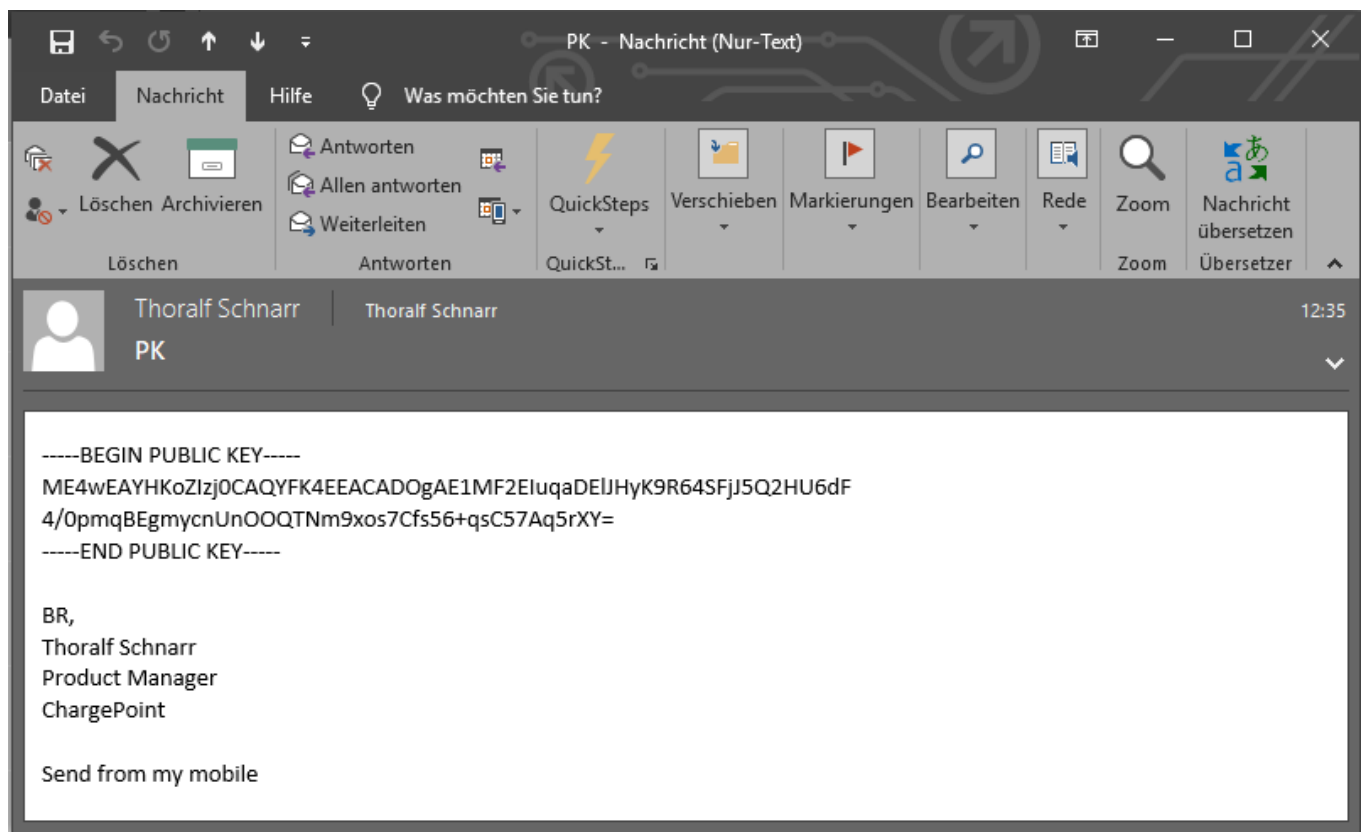 PK - Nachricht (Nur-Text)
Datei Nachricht Hilfe Was möchten Sie tun?
Löschen Archivieren
Antworten
Allen antworten
Weiterleiten
QuickSteps Verschieben Markierungen Bearbeiten Rede Zoom Nachricht übersetzen
Löschen Antworten QuickSt... Zoom Übersetzer
Thoralf Schnarr Thoralf Schnarr 12:35
PK
-----BEGIN PUBLIC KEY-----
ME4wEAYHKoZIzj0CAQYFK4EEACADOgAE1MF2EIuqaDElJHyK9R64SFjJ5Q2HU6dF
4/0pmqBEgmycnUnOOQTNm9xos7Cfs56+qsC57Aq5rXY=
-----END PUBLIC KEY-----
BR,
Thoralf Schnarr
Product Manager
ChargePoint
Send from my mobile